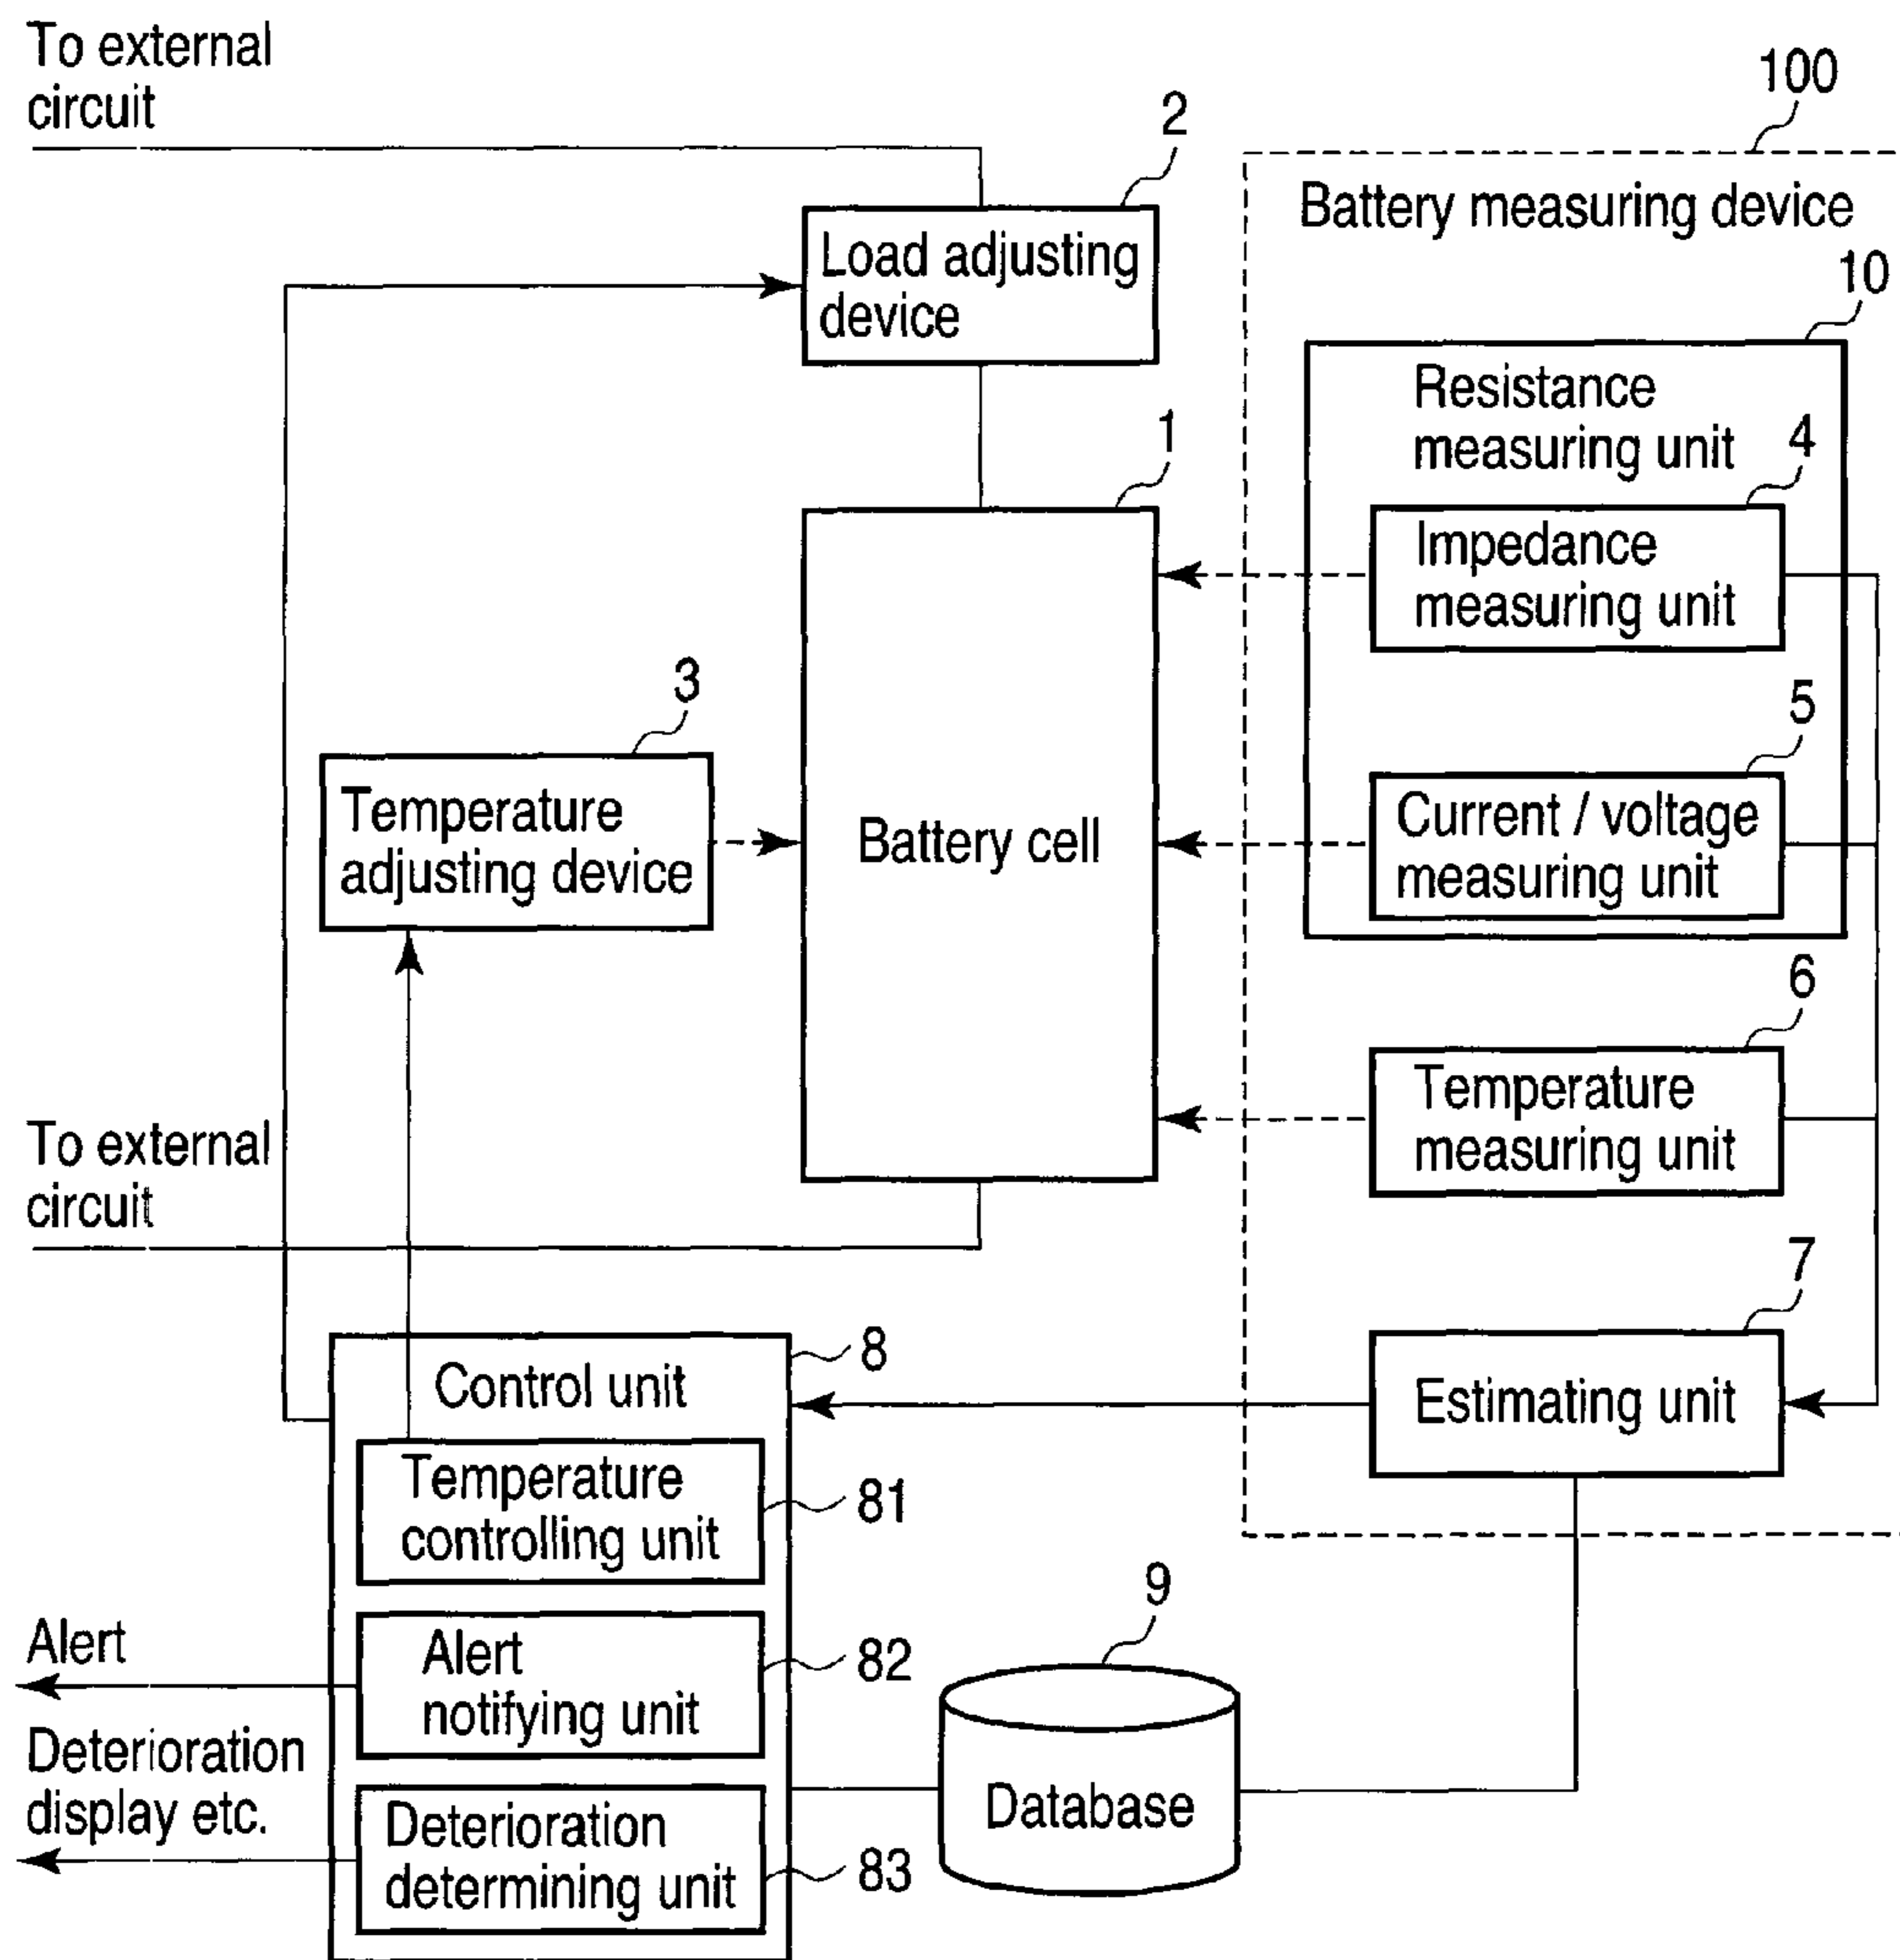 To external
circuit
100
2
Battery measuring device
Load adjusting
device
10
Resistance
measuring unit
1
4
Impedance
measuring unit
3
5
Temperature
adjusting device
Battery cell
Current / voltage
measuring unit
6
Temperature
measuring unit
To external
circuit
7
8
Control unit
Estimating unit
Temperature
controlling unit
81
9
Alert
Alert
notifying unit
82
Deterioration
display etc.
Database
Deterioration
determining unit
83